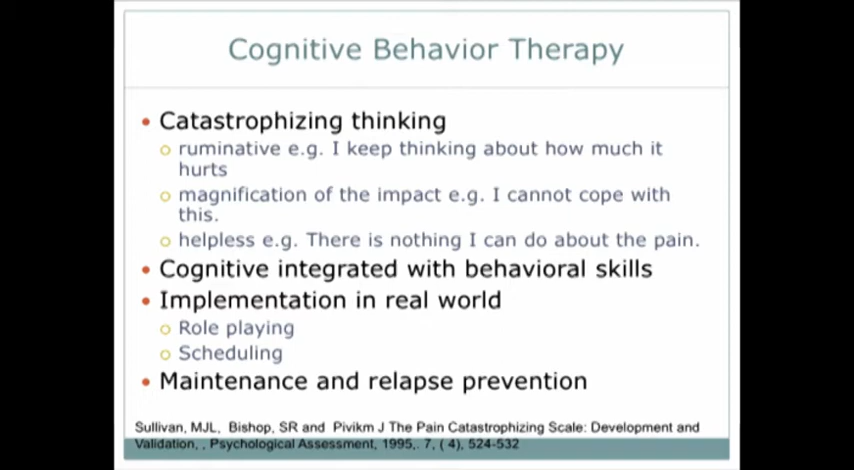 Cognitive Behavior Therapy
• Catastrophizing thinking
o ruminative e.g. I keep thinking about how much it
hurts
o magnification of the impact e.g. I cannot cope with
this.
o helpless e.g. There is nothing I can do about the pain.
• Cognitive integrated with behavioral skills
• Implementation in real world
o Role playing
o Scheduling
• Maintenance and relapse prevention
Sullivan, MJL, Bishop, SR and Pivikm J The Pain Catastrophizing Scale: Development and
Validation, , Psychological Assessment, 1995,. 7, ( 4), 524-532